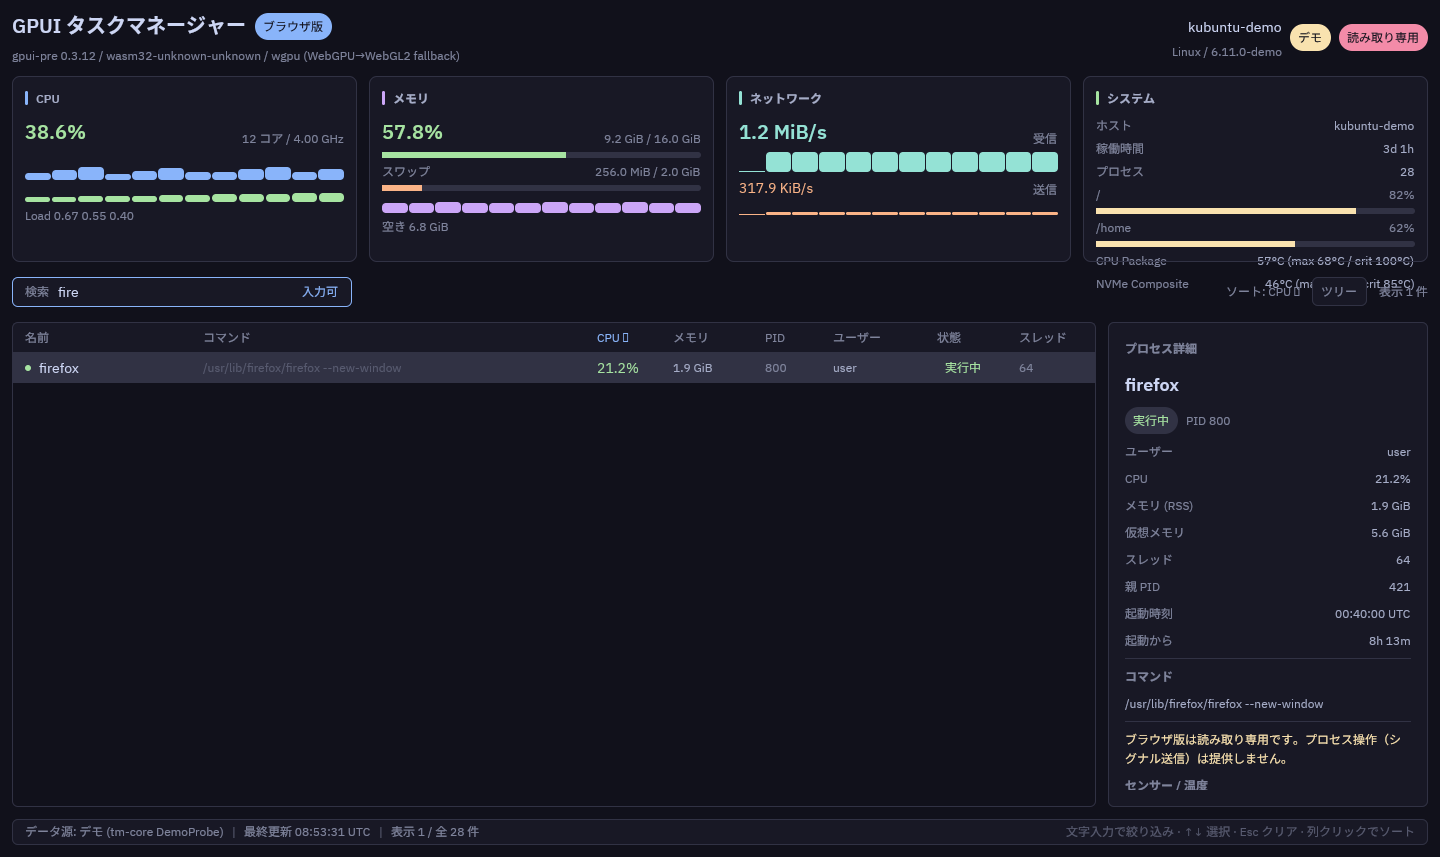 GPUI タスクマネージャー ブラウザ版
gpui-pre 0.3.12 / wasm32-unknown-unknown / wgpu (WebGPU→WebGL2 fallback)
kubuntu-demo
Linux / 6.11.0-demo
デモ
読み取り専用
CPU
38.6% 12 コア / 4.00 GHz
Load 0.67 0.55 0.40
メモリ
57.8% 9.2 GiB / 16.0 GiB
スワップ 256.0 MiB / 2.0 GiB
空き 6.8 GiB
ネットワーク
1.2 MiB/s 受信
317.9 KiB/s 送信
システム
ホスト kubuntu-demo
稼働時間 3d 1h
プロセス 28
/ 82%
/home 62%
CPU Package 57°C (max 68°C / crit 100°C)
NVMe Composite 46°C (ma crit 85°C)
検索 fire 入力可
ソート: CPU ツリー 表示 1 件
名前 コマンド CPU メモリ PID ユーザー 状態 スレッド
firefox /usr/lib/firefox/firefox --new-window 21.2% 1.9 GiB 800 user 実行中 64
プロセス詳細
firefox
実行中 PID 800
ユーザー user
CPU 21.2%
メモリ (RSS) 1.9 GiB
仮想メモリ 5.6 GiB
スレッド 64
親 PID 421
起動時刻 00:40:00 UTC
起動から 8h 13m
コマンド
/usr/lib/firefox/firefox --new-window
ブラウザ版は読み取り専用です。プロセス操作（シ
グナル送信）は提供しません。
センサー / 温度
データ源: デモ (tm-core DemoProbe) | 最終更新 08:53:31 UTC | 表示 1 / 全 28 件
文字入力で絞り込み · ↑↓ 選択 · Esc クリア · 列クリックでソート